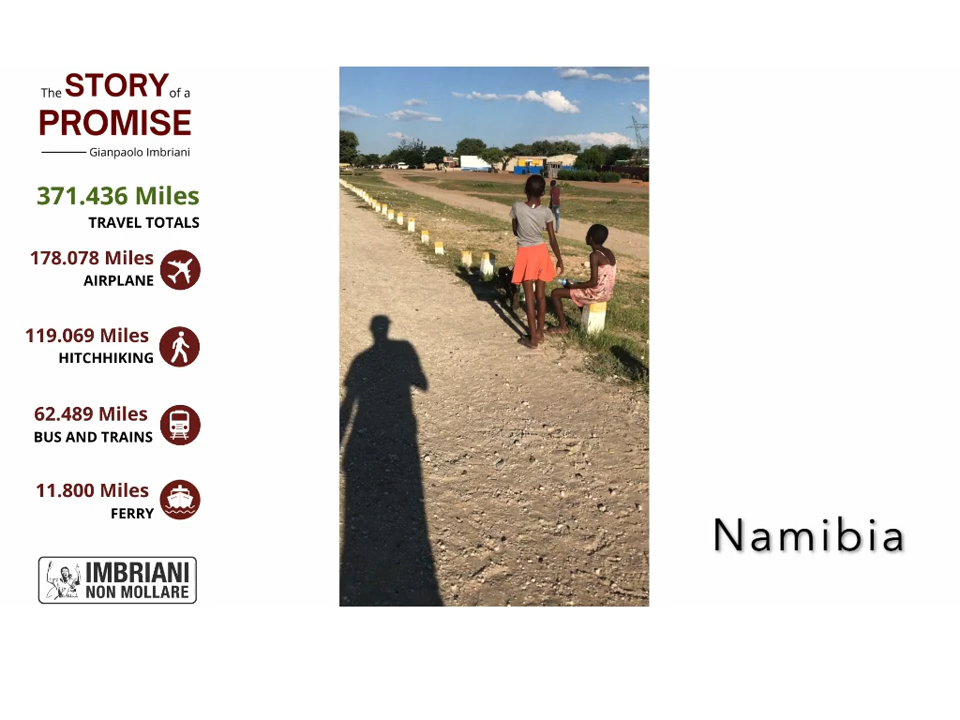 The STORY of a
PROMISE
Gianpaolo Imbriani
371.436 Miles
TRAVEL TOTALS
178.078 Miles
AIRPLANE
119.069 Miles
HITCHHIKING
62.489 Miles
BUS AND TRAINS
11.800 Miles
FERRY
IMBRIANI
NON MOLLARE
Namibia